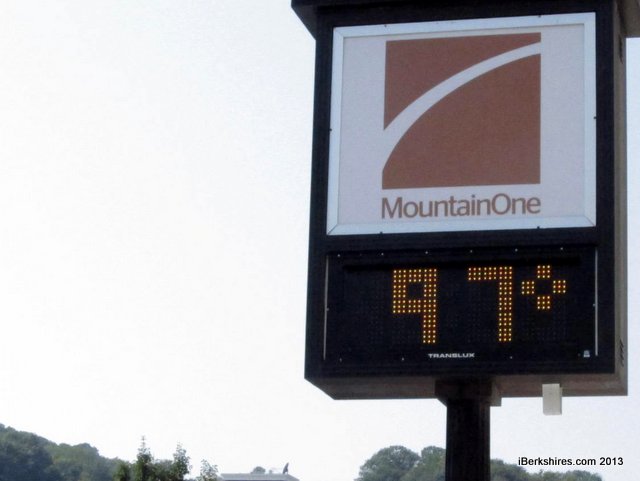 MountainOne
97°
TRANSLUX
iBerkshires.com 2013